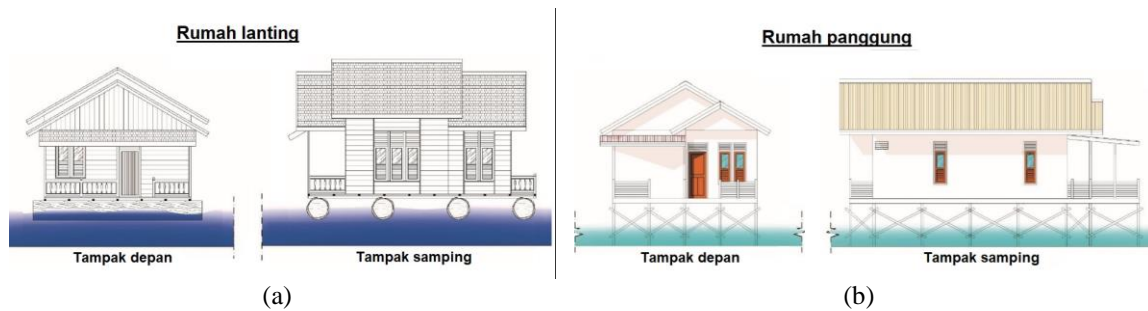 Rumah lanting
Tampak depan
Tampak samping
(a)
Rumah panggung
Tampak depan
Tampak samping
(b)